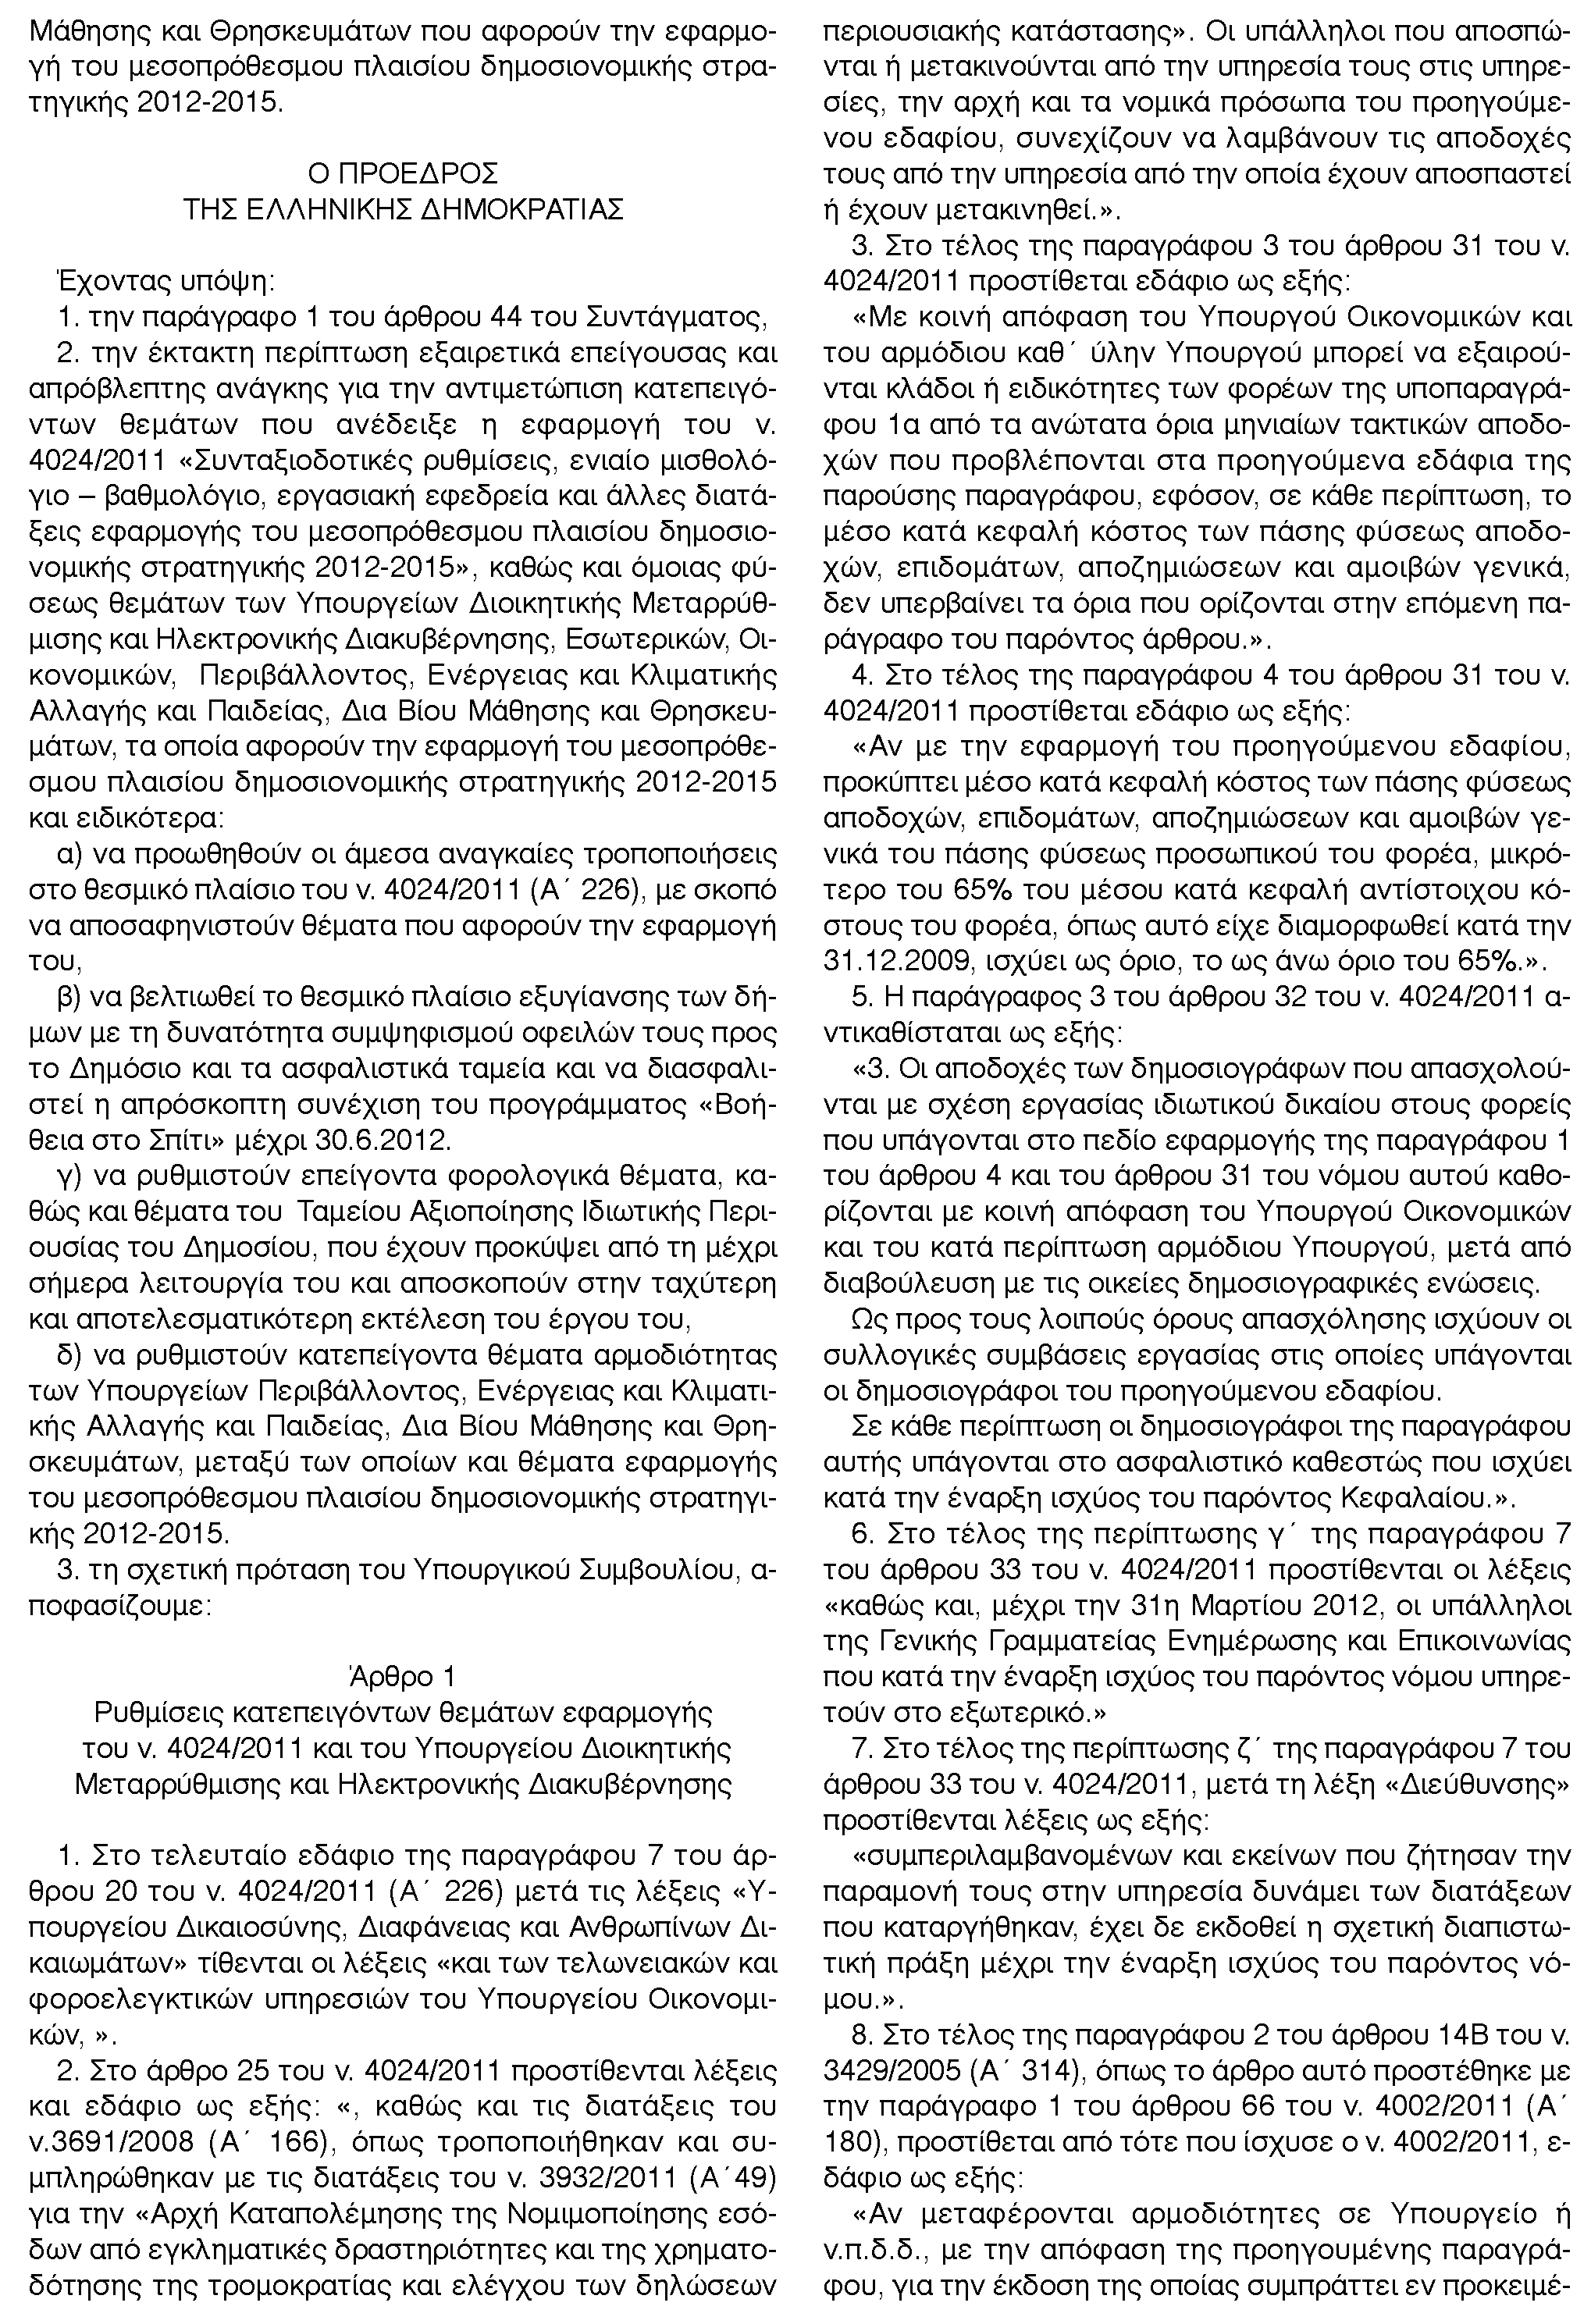 Μάθησης και Θρησκευμάτων που αφορούν την εφαρμο-
γή του μεσοπρόθεσμου πλαισίου δημοσιονομικής στρα-
τηγικής 2012-2015.
Ο ΠΡΟΕΔΡΟΣ
ΤΗΣ ΕΛΛΗΝΙΚΗΣ ΔΗΜΟΚΡΑΤΙΑΣ
Έχοντας υπόψη:
1. την παράγραφο 1 του άρθρου 44 του Συντάγματος,
2. την έκτακτη περίπτωση εξαιρετικά επείγουσας και
απρόβλεπτης ανάγκης για την αντιμετώπιση κατεπειγό-
ντων θεμάτων που ανέδειξε η εφαρμογή του ν.
4024/2011 «Συνταξιοδοτικές ρυθμίσεις, ενιαίο μισθολό-
γιο – βαθμολόγιο, εργασιακή εφεδρεία και άλλες διατά-
ξεις εφαρμογής του μεσοπρόθεσμου πλαισίου δημοσιο-
νομικής στρατηγικής 2012-2015», καθώς και όμοιας φύ-
σεως θεμάτων των Υπουργείων Διοικητικής Μεταρρύθ-
μισης και Ηλεκτρονικής Διακυβέρνησης, Εσωτερικών, Οι-
κονομικών, Περιβάλλοντος, Ενέργειας και Κλιματικής
Αλλαγής και Παιδείας, Δια Βίου Μάθησης και Θρησκευ-
μάτων, τα οποία αφορούν την εφαρμογή του μεσοπρόθε-
σμου πλαισίου δημοσιονομικής στρατηγικής 2012-2015
και ειδικότερα:
α) να προωθηθούν οι άμεσα αναγκαίες τροποποιήσεις
στο θεσμικό πλαίσιο του ν. 4024/2011 (Α΄ 226), με σκοπό
να αποσαφηνιστούν θέματα που αφορούν την εφαρμογή
του,
β) να βελτιωθεί το θεσμικό πλαίσιο εξυγίανσης των δή-
μων με τη δυνατότητα συμψηφισμού οφειλών τους προς
το Δημόσιο και τα ασφαλιστικά ταμεία και να διασφαλι-
στεί η απρόσκοπτη συνέχιση του προγράμματος «Βοή-
θεια στο Σπίτι» μέχρι 30.6.2012.
γ) να ρυθμιστούν επείγοντα φορολογικά θέματα, κα-
θώς και θέματα του Ταμείου Αξιοποίησης Ιδιωτικής Περι-
ουσίας του Δημοσίου, που έχουν προκύψει από τη μέχρι
σήμερα λειτουργία του και αποσκοπούν στην ταχύτερη
και αποτελεσματικότερη εκτέλεση του έργου του,
δ) να ρυθμιστούν κατεπείγοντα θέματα αρμοδιότητας
των Υπουργείων Περιβάλλοντος, Ενέργειας και Κλιματι-
κής Αλλαγής και Παιδείας, Δια Βίου Μάθησης και Θρη-
σκευμάτων, μεταξύ των οποίων και θέματα εφαρμογής
του μεσοπρόθεσμου πλαισίου δημοσιονομικής στρατηγι-
κής 2012-2015.
3. τη σχετική πρόταση του Υπουργικού Συμβουλίου, α-
ποφασίζουμε:
Άρθρο 1
Ρυθμίσεις κατεπειγόντων θεμάτων εφαρμογής
του ν. 4024/2011 και του Υπουργείου Διοικητικής
Μεταρρύθμισης και Ηλεκτρονικής Διακυβέρνησης
1. Στο τελευταίο εδάφιο της παραγράφου 7 του άρ-
θρου 20 του ν. 4024/2011 (Α΄ 226) μετά τις λέξεις «Υ-
πουργείου Δικαιοσύνης, Διαφάνειας και Ανθρωπίνων Δι-
καιωμάτων» τίθενται οι λέξεις «και των τελωνειακών και
φοροελεγκτικών υπηρεσιών του Υπουργείου Οικονομι-
κών, ».
2. Στο άρθρο 25 του ν. 4024/2011 προστίθενται λέξεις
και εδάφιο ως εξής: «, καθώς και τις διατάξεις του
ν.3691/2008 (Α΄ 166), όπως τροποποιήθηκαν και συ-
μπληρώθηκαν με τις διατάξεις του ν. 3932/2011 (Α΄49)
για την «Αρχή Καταπολέμησης της Νομιμοποίησης εσό-
δων από εγκληματικές δραστηριότητες και της χρηματο-
δότησης της τρομοκρατίας και ελέγχου των δηλώσεων
περιουσιακής κατάστασης». Οι υπάλληλοι που αποσπώ-
νται ή μετακινούνται από την υπηρεσία τους στις υπηρε-
σίες, την αρχή και τα νομικά πρόσωπα του προηγούμε-
νου εδαφίου, συνεχίζουν να λαμβάνουν τις αποδοχές
τους από την υπηρεσία από την οποία έχουν αποσπαστεί
ή έχουν μετακινηθεί.».
3. Στο τέλος της παραγράφου 3 του άρθρου 31 του ν.
4024/2011 προστίθεται εδάφιο ως εξής:
«Με κοινή απόφαση του Υπουργού Οικονομικών και
του αρμόδιου καθ΄ ύλην Υπουργού μπορεί να εξαιρού-
νται κλάδοι ή ειδικότητες των φορέων της υποπαραγρά-
φου 1α από τα ανώτατα όρια μηνιαίων τακτικών αποδο-
χών που προβλέπονται στα προηγούμενα εδάφια της
παρούσης παραγράφου, εφόσον, σε κάθε περίπτωση, το
μέσο κατά κεφαλή κόστος των πάσης φύσεως αποδο-
χών, επιδομάτων, αποζημιώσεων και αμοιβών γενικά,
δεν υπερβαίνει τα όρια που ορίζονται στην επόμενη πα-
ράγραφο του παρόντος άρθρου.».
4. Στο τέλος της παραγράφου 4 του άρθρου 31 του ν.
4024/2011 προστίθεται εδάφιο ως εξής:
«Αν με την εφαρμογή του προηγούμενου εδαφίου,
προκύπτει μέσο κατά κεφαλή κόστος των πάσης φύσεως
αποδοχών, επιδομάτων, αποζημιώσεων και αμοιβών γε-
νικά του πάσης φύσεως προσωπικού του φορέα, μικρό-
τερο του 65% του μέσου κατά κεφαλή αντίστοιχου κό-
στους του φορέα, όπως αυτό είχε διαμορφωθεί κατά την
31.12.2009, ισχύει ως όριο, το ως άνω όριο του 65%.».
5. Η παράγραφος 3 του άρθρου 32 του ν. 4024/2011 α-
ντικαθίσταται ως εξής:
«3. Οι αποδοχές των δημοσιογράφων που απασχολού-
νται με σχέση εργασίας ιδιωτικού δικαίου στους φορείς
που υπάγονται στο πεδίο εφαρμογής της παραγράφου 1
του άρθρου 4 και του άρθρου 31 του νόμου αυτού καθο-
ρίζονται με κοινή απόφαση του Υπουργού Οικονομικών
και του κατά περίπτωση αρμόδιου Υπουργού, μετά από
διαβούλευση με τις οικείες δημοσιογραφικές ενώσεις.
Ως προς τους λοιπούς όρους απασχόλησης ισχύουν οι
συλλογικές συμβάσεις εργασίας στις οποίες υπάγονται
οι δημοσιογράφοι του προηγούμενου εδαφίου.
Σε κάθε περίπτωση οι δημοσιογράφοι της παραγράφου
αυτής υπάγονται στο ασφαλιστικό καθεστώς που ισχύει
κατά την έναρξη ισχύος του παρόντος Κεφαλαίου.».
6. Στο τέλος της περίπτωσης γ΄ της παραγράφου 7
του άρθρου 33 του ν. 4024/2011 προστίθενται οι λέξεις
«καθώς και, μέχρι την 31η Μαρτίου 2012, οι υπάλληλοι
της Γενικής Γραμματείας Ενημέρωσης και Επικοινωνίας
που κατά την έναρξη ισχύος του παρόντος νόμου υπηρε-
τούν στο εξωτερικό.»
7. Στο τέλος της περίπτωσης ζ΄ της παραγράφου 7 του
άρθρου 33 του ν. 4024/2011, μετά τη λέξη «Διεύθυνσης»
προστίθενται λέξεις ως εξής:
«συμπεριλαμβανομένων και εκείνων που ζήτησαν την
παραμονή τους στην υπηρεσία δυνάμει των διατάξεων
που καταργήθηκαν, έχει δε εκδοθεί η σχετική διαπιστω-
τική πράξη μέχρι την έναρξη ισχύος του παρόντος νό-
μου.».
8. Στο τέλος της παραγράφου 2 του άρθρου 14Β του ν.
3429/2005 (Α΄ 314), όπως το άρθρο αυτό προστέθηκε με
την παράγραφο 1 του άρθρου 66 του ν. 4002/2011 (Α΄
180), προστίθεται από τότε που ίσχυσε ο ν. 4002/2011, ε-
δάφιο ως εξής:
«Αν μεταφέρονται αρμοδιότητες σε Υπουργείο ή
ν.π.δ.δ., με την απόφαση της προηγουμένης παραγρά-
φου, για την έκδοση της οποίας συμπράττει εν προκειμέ-